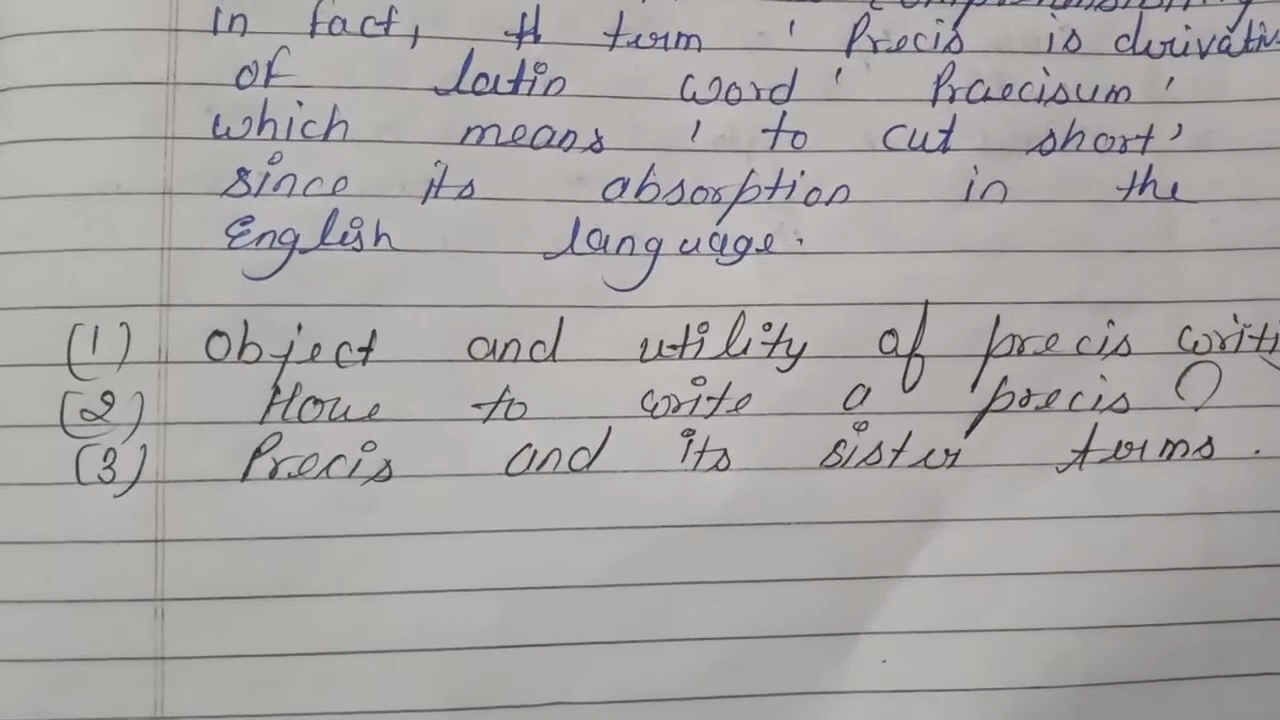 in fact, th term ' Precis is derivativ
of latin word ' Praecisum '
which means ' to cut short '
since its absorption in the
English language.
(1) Object and utility of precis writi
(2) How to write a precis ?
(3) Precis and its sister terms.